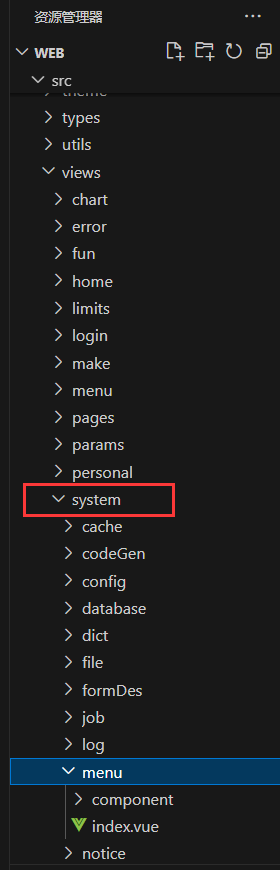 资源管理器
WEB
src
theme
types
utils
views
chart
error
fun
home
limits
login
make
menu
pages
params
personal
system
cache
codeGen
config
database
dict
file
formDes
job
log
menu
component
index.vue
notice